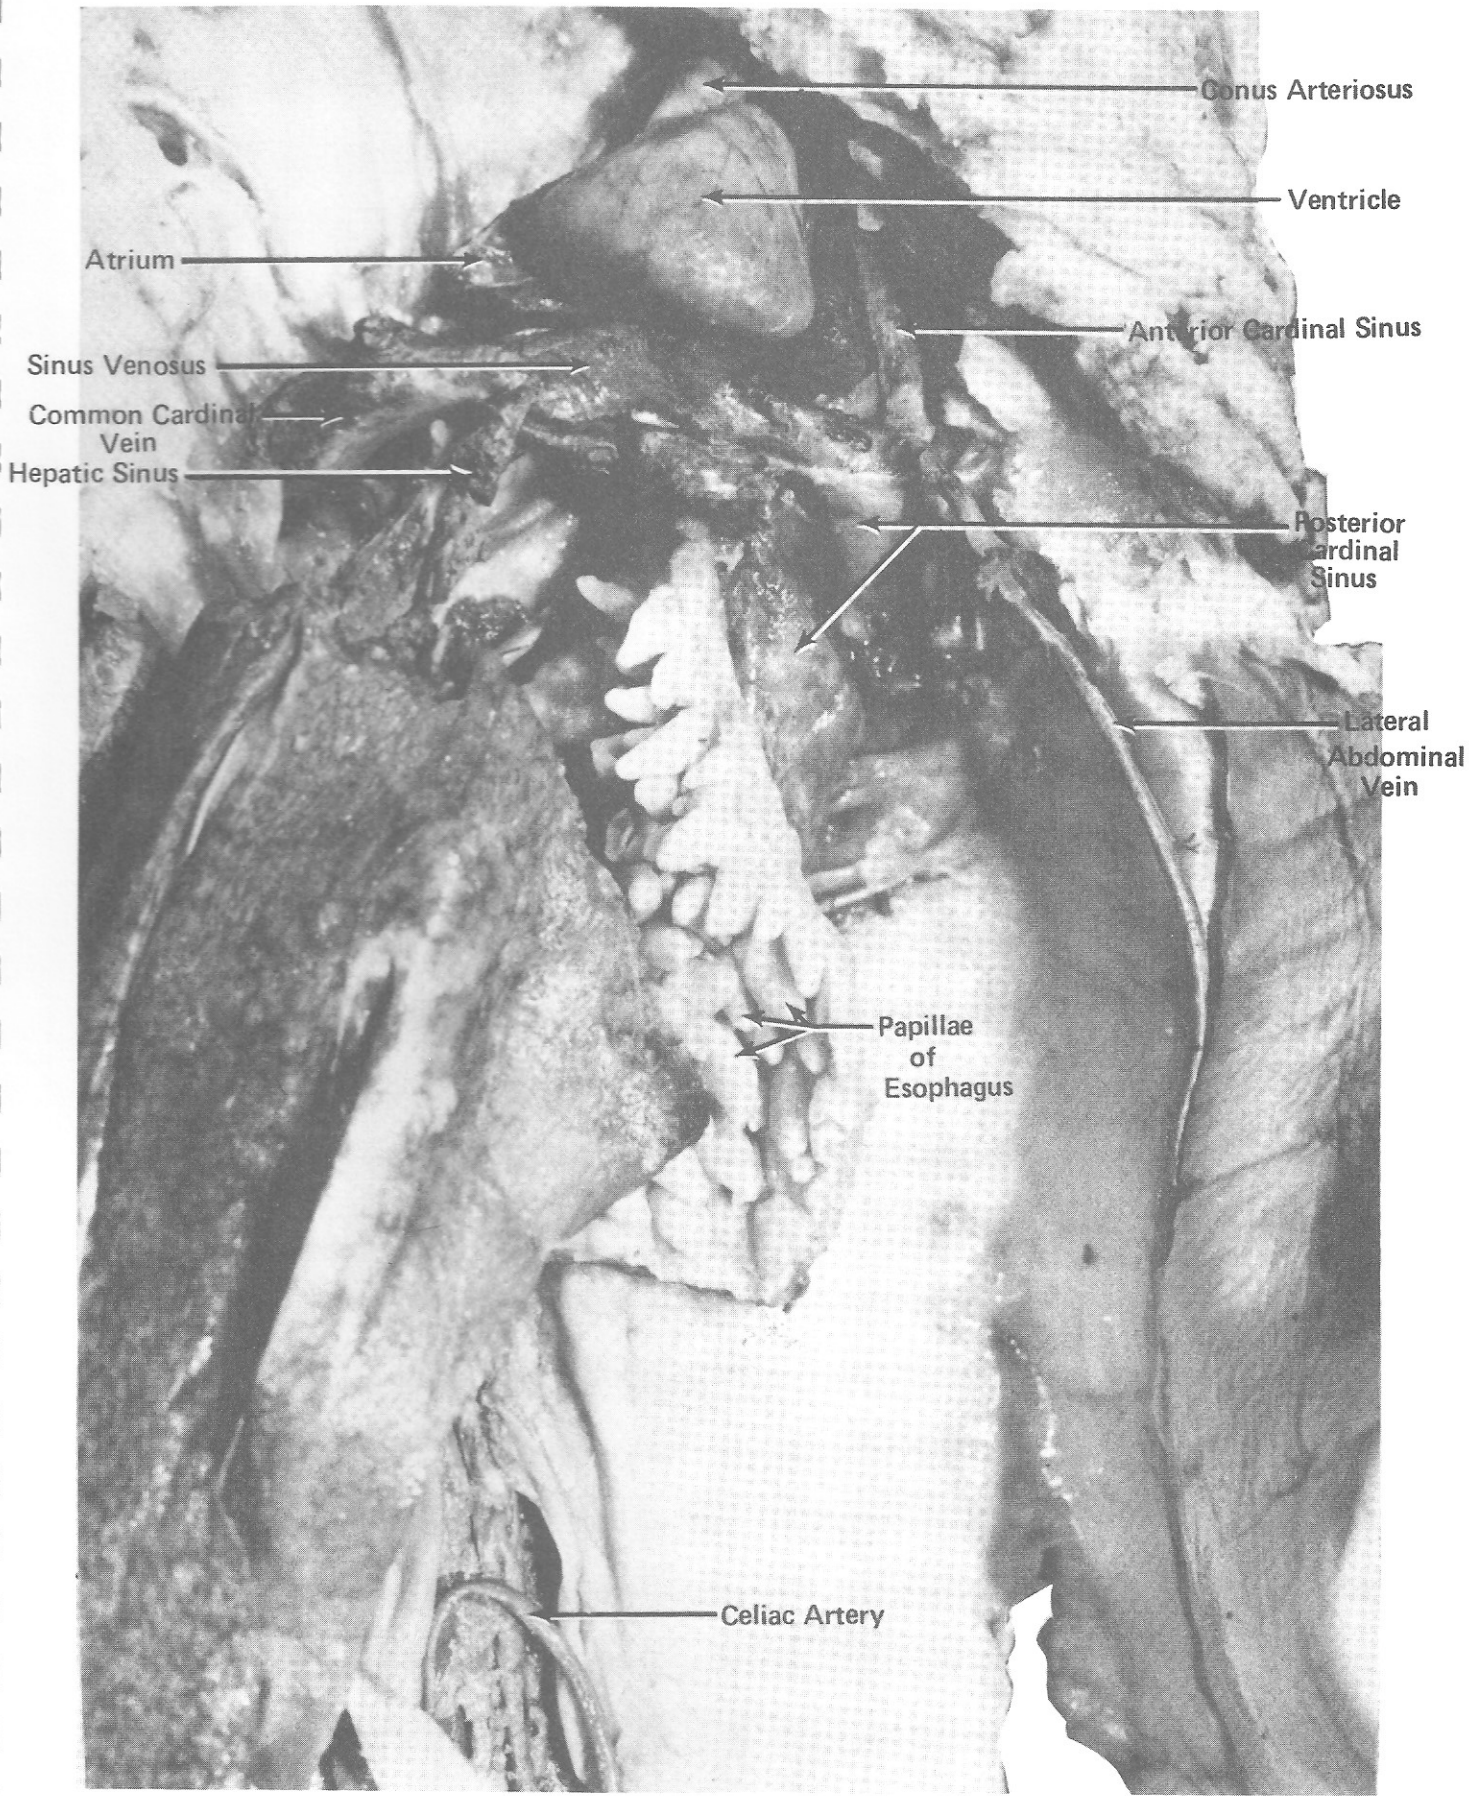 Conus Arteriosus
Ventricle
Atrium
Anterior Cardinal Sinus
Sinus Venosus
Common Cardinal
Vein
Hepatic Sinus
Posterior
Cardinal
Sinus
Lateral
Abdominal
Vein
Papillae
of
Esophagus
Celiac Artery